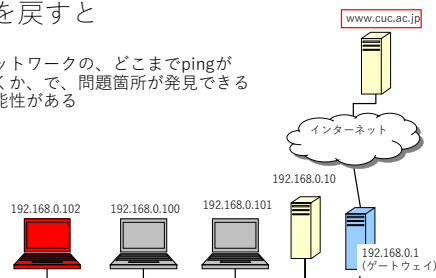 を戻すと
www.cuc.ac.jp
ットワークの、どこまでpingが
くか、で、問題箇所が発見できる
能性がある
インターネット
192.168.0.10
192.168.0.102
192.168.0.100
192.168.0.101
192.168.0.1
(ゲートウェイ)